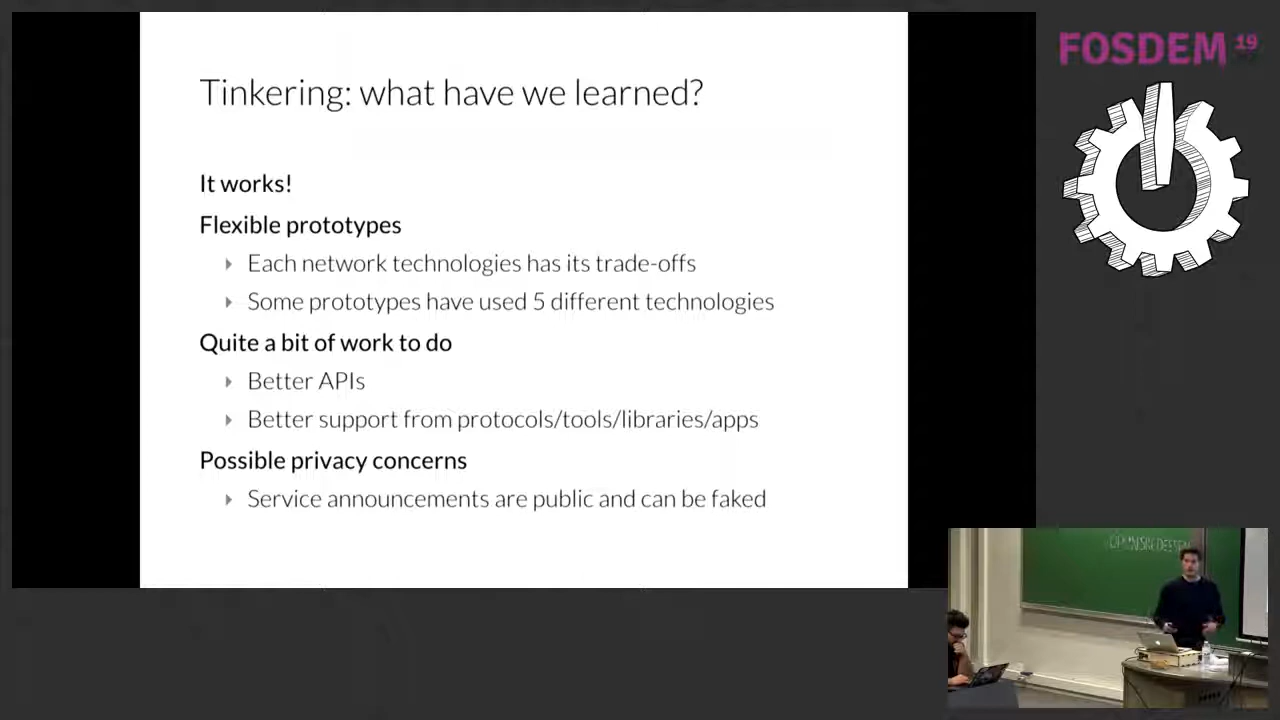 Tinkering: what have we learned?
It works!
Flexible prototypes
Each network technologies has its trade-offs
Some prototypes have used 5 different technologies
Quite a bit of work to do
Better APIs
Better support from protocols/tools/libraries/apps
Possible privacy concerns
Service announcements are public and can be faked
FOSDEM 19